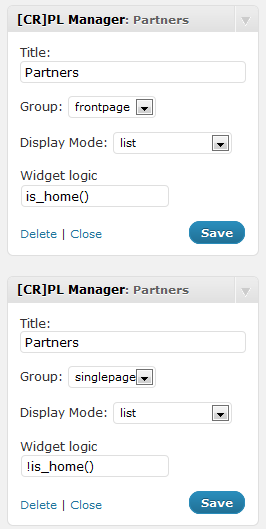 [CR]PL Manager: Partners
Title:
Partners
Group: frontpage
Display Mode: list
Widget logic
is_home()
Delete | Close Save
[CR]PL Manager: Partners
Title:
Partners
Group: singlepage
Display Mode: list
Widget logic
!is_home()
Delete | Close Save